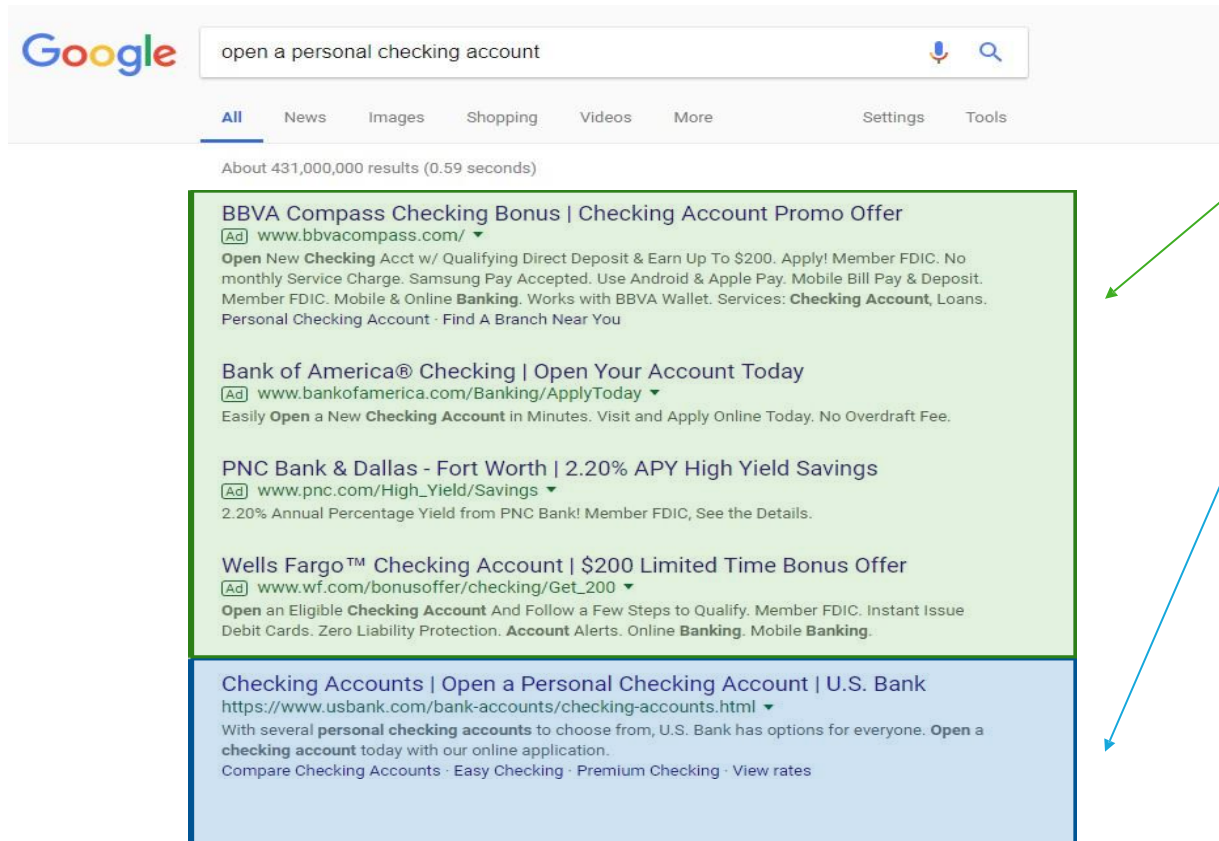 Google
open a personal checking account
All News Images Shopping Videos More Settings Tools
About 431,000,000 results (0.59 seconds)
BBVA Compass Checking Bonus | Checking Account Promo Offer
Ad www.bbvacompass.com/
Open New Checking Acct w/ Qualifying Direct Deposit & Earn Up To $200. Apply! Member FDIC. No
monthly Service Charge. Samsung Pay Accepted. Use Android & Apple Pay. Mobile Bill Pay & Deposit.
Member FDIC. Mobile & Online Banking. Works with BBVA Wallet. Services: Checking Account, Loans.
Personal Checking Account · Find A Branch Near You
Bank of America® Checking | Open Your Account Today
Ad www.bankofamerica.com/Banking/ApplyToday
Easily Open a New Checking Account in Minutes. Visit and Apply Online Today. No Overdraft Fee.
PNC Bank & Dallas - Fort Worth | 2.20% APY High Yield Savings
Ad www.pnc.com/High_Yield/Savings
2.20% Annual Percentage Yield from PNC Bank! Member FDIC, See the Details.
Wells Fargo™ Checking Account | $200 Limited Time Bonus Offer
Ad www.wf.com/bonusoffer/checking/Get_200
Open an Eligible Checking Account And Follow a Few Steps to Qualify. Member FDIC. Instant Issue
Debit Cards. Zero Liability Protection. Account Alerts. Online Banking. Mobile Banking.
Checking Accounts | Open a Personal Checking Account | U.S. Bank
https://www.usbank.com/bank-accounts/checking-accounts.html
With several personal checking accounts to choose from, U.S. Bank has options for everyone. Open a
checking account today with our online application.
Compare Checking Accounts · Easy Checking · Premium Checking · View rates